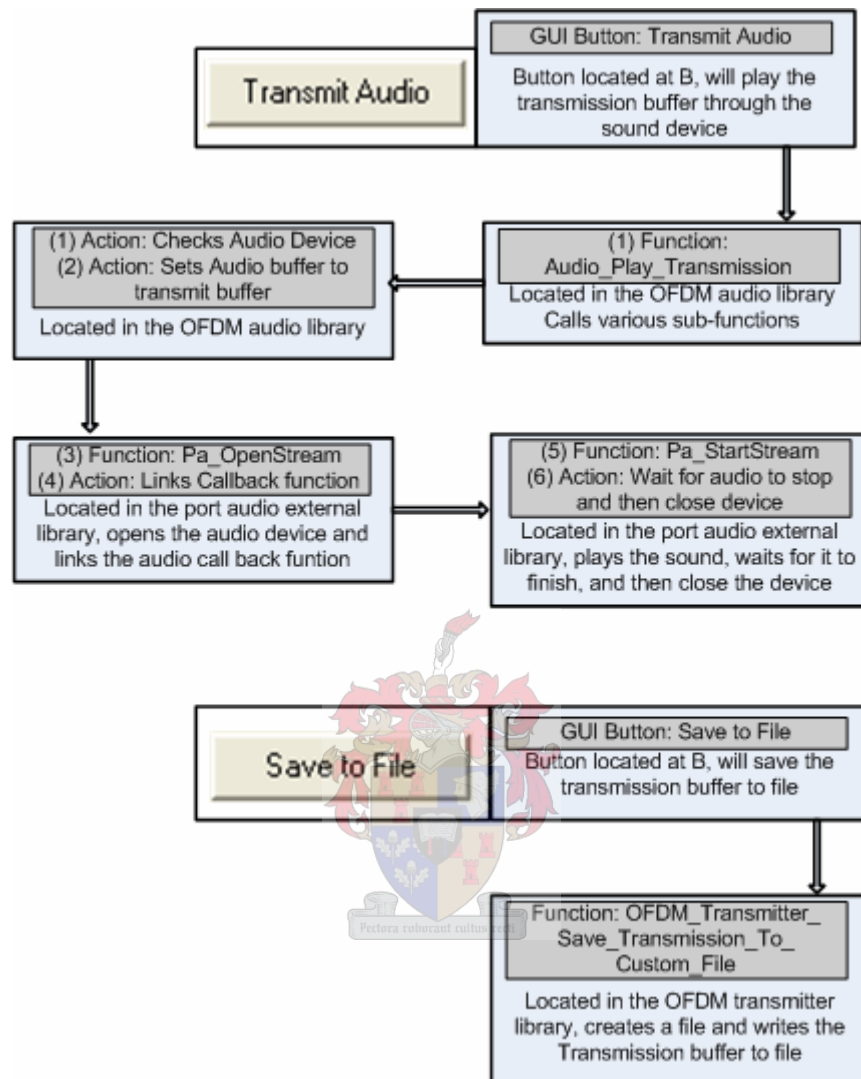 Transmit Audio
GUI Button: Transmit Audio
Button located at B, will play the
transmission buffer through the
sound device
(1) Function:
Audio_Play_Transmission
Located in the OFDM audio library
Calls various sub-functions
(1) Action: Checks Audio Device
(2) Action: Sets Audio buffer to
transmit buffer
Located in the OFDM audio library
(3) Function: Pa_OpenStream
(4) Action: Links Callback function
Located in the port audio external
library, opens the audio device and
links the audio call back funtion
(5) Function: Pa_StartStream
(6) Action: Wait for audio to stop
and then close device
Located in the port audio external
library, plays the sound, waits for it to
finish, and then close the device
Save to File
GUI Button: Save to File
Button located at B, will save the
transmission buffer to file
Function: OFDM_Transmitter_
Save_Transmission_To_
Custom_File
Located in the OFDM transmitter
library, creates a file and writes the
Transmission buffer to file
Pectora roborant cultus recti